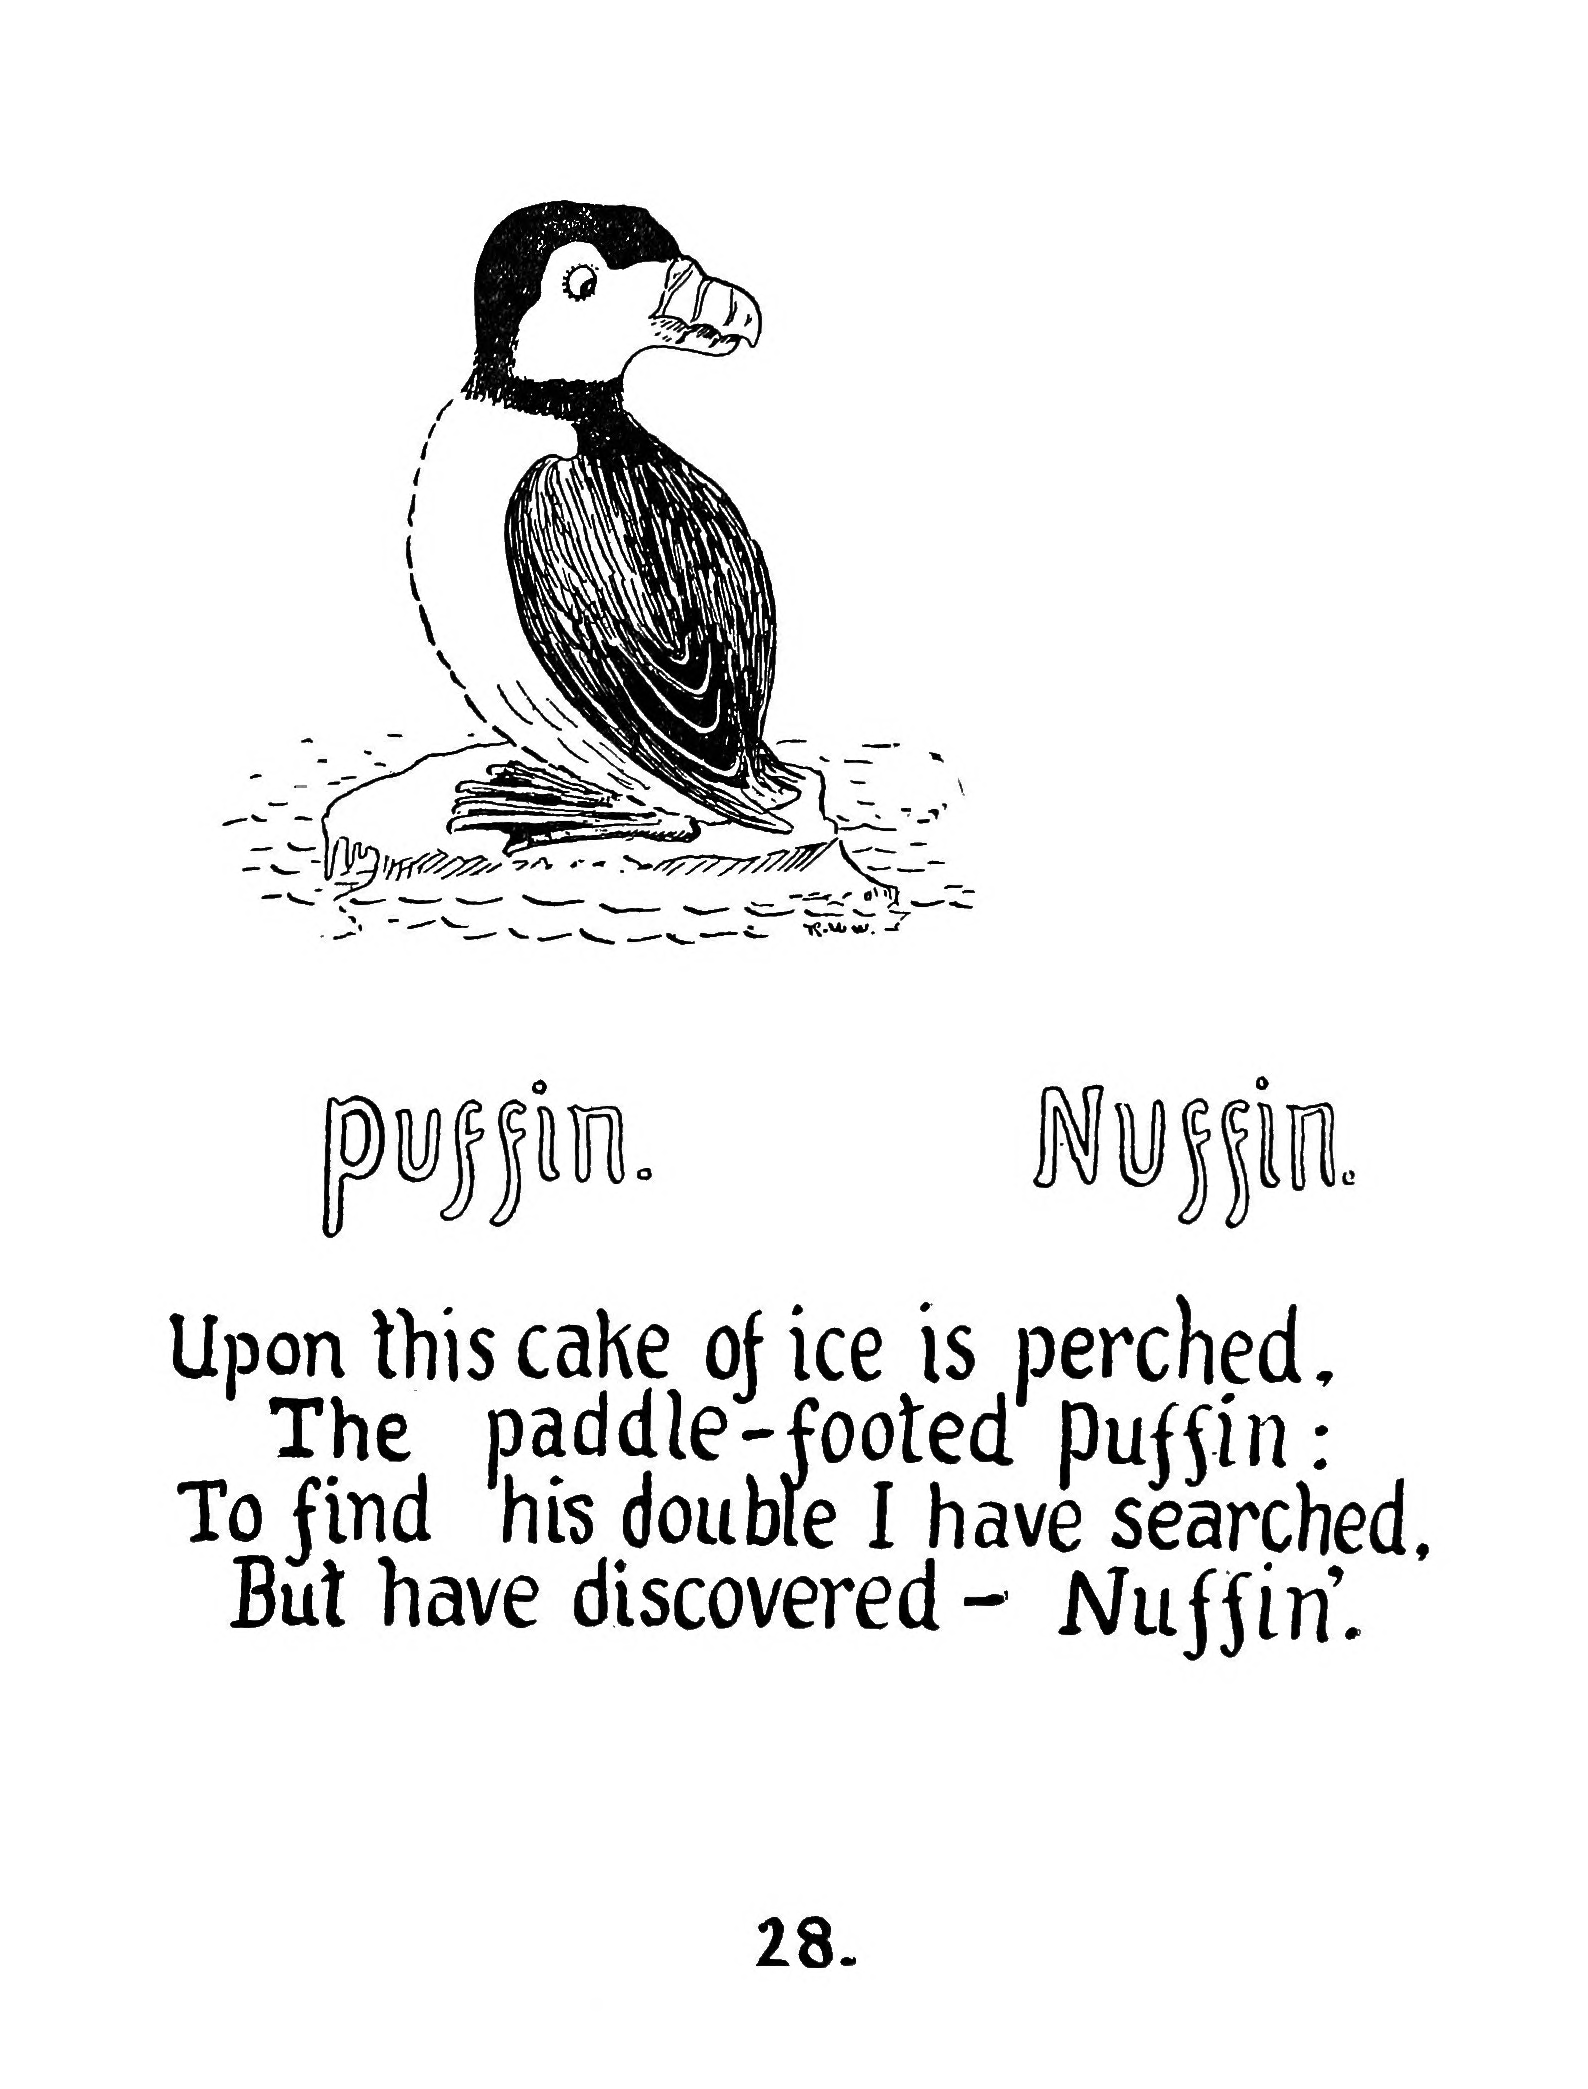 R.W.W.
Puffin. Nuffin.
Upon this cake of ice is perched,
The paddle-footed Puffin:
To find his double I have searched,
But have discovered – Nuffin'.
28.